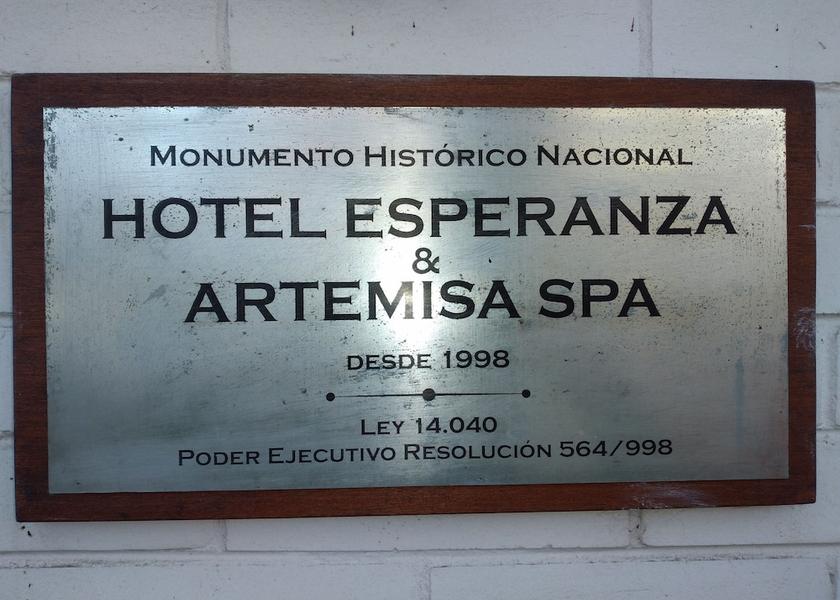 Monumento Histórico Nacional
HOTEL ESPERANZA
&
ARTEMISA SPA
DESDE 1998
Ley 14.040
Poder Ejecutivo Resolución 564/998